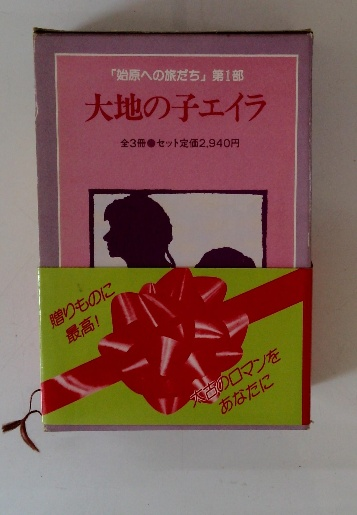 「始原への旅だち」第1部
大地の子エイラ
全3冊●セット定価2,940円
贈りものに
最高!
太古のロマンを
あなたに